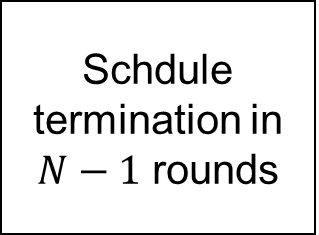 Schdule
termination in
N − 1 rounds